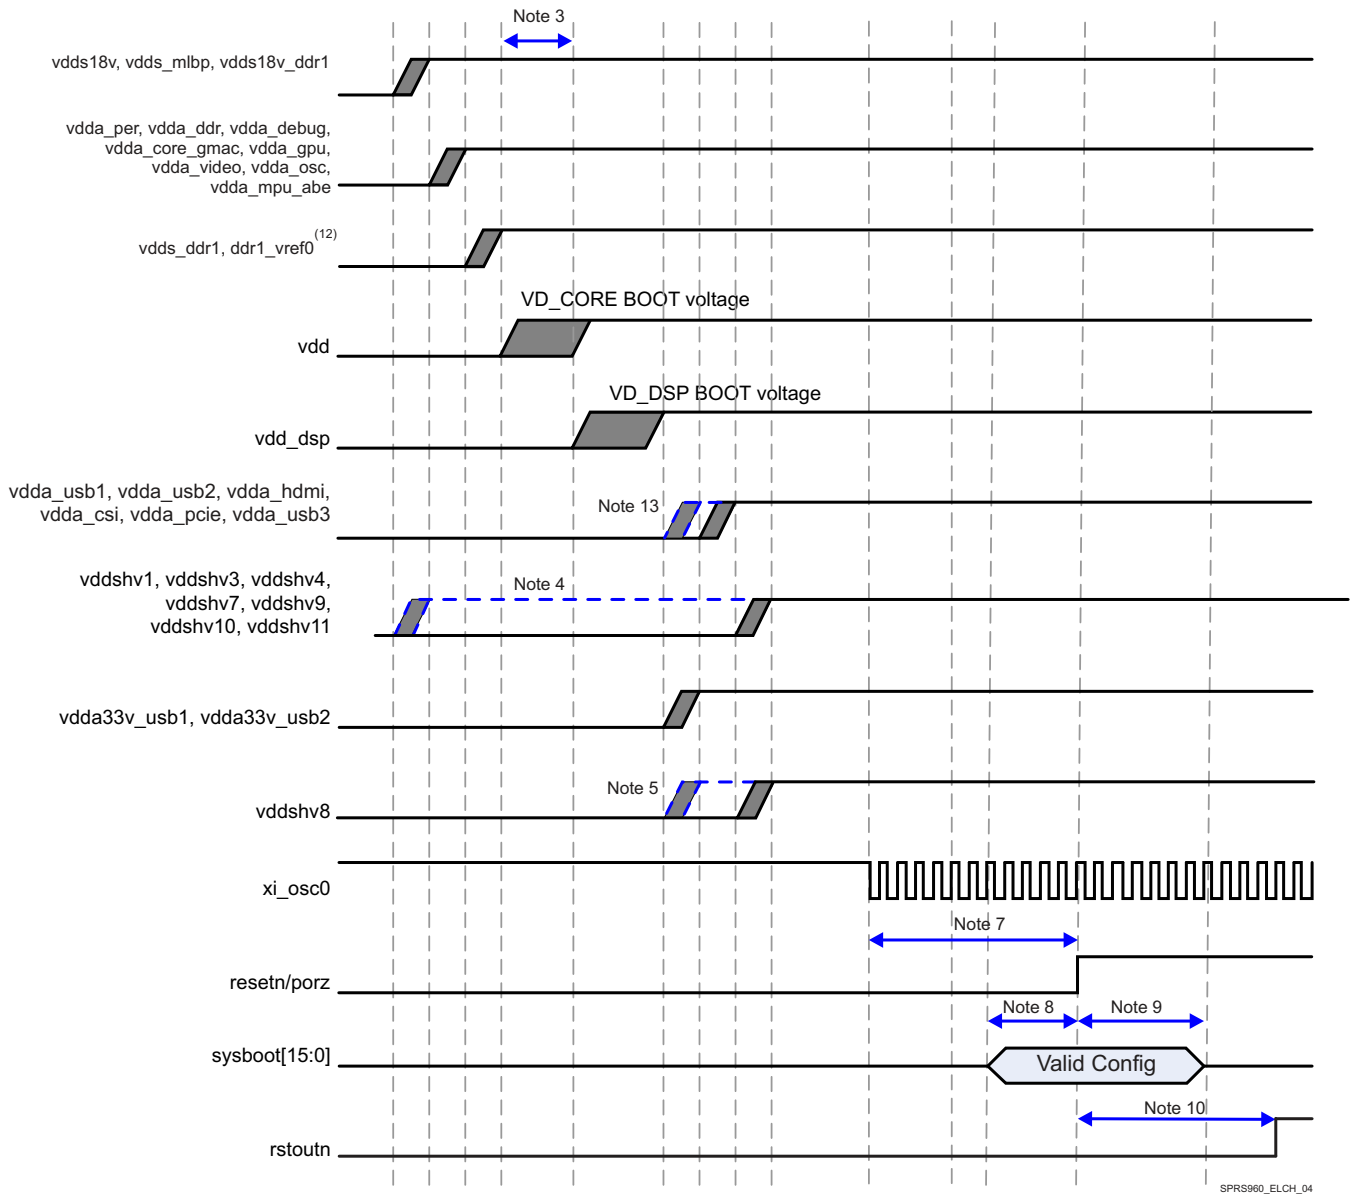 Note 3
vdds18v, vdds_mlbp, vdds18v_ddr1
vdda_per, vdda_ddr, vdda_debug,
vdda_core_gmac, vdda_gpu,
vdda_video, vdda_osc,
vdda_mpu_abe
vdds_ddr1, ddr1_vref0(12)
VD_CORE BOOT voltage
vdd
VD_DSP BOOT voltage
vdd_dsp
vdda_usb1, vdda_usb2, vdda_hdmi,
vdda_csi, vdda_pcie, vdda_usb3
Note 13
vddshv1, vddshv3, vddshv4,
vddshv7, vddshv9,
vddshv10, vddshv11
Note 4
vdda33v_usb1, vdda33v_usb2
Note 5
vddshv8
xi_osc0
Note 7
resetn/porz
Note 8
Note 9
sysboot[15:0]
Valid Config
Note 10
rstoutn
SPRS960_ELCH_04